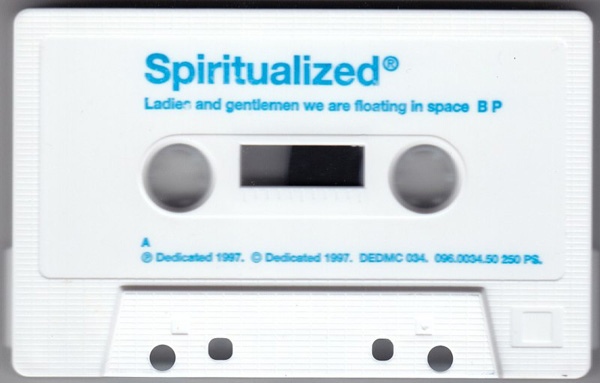 Spiritualized®
Ladies and gentlemen we are floating in space B P
A
℗ Dedicated 1997. © Dedicated 1997. DEDMC 034. 096.0034.50 250 PS.